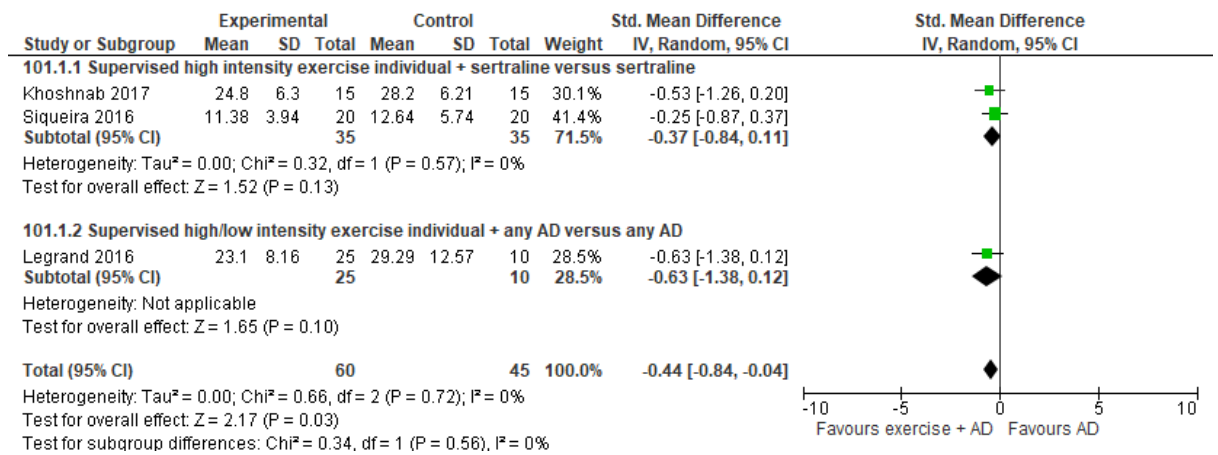 Experimental Control Std. Mean Difference Std. Mean Difference
Study or Subgroup Mean SD Total Mean SD Total Weight IV, Random, 95% CI IV, Random, 95% CI
101.1.1 Supervised high intensity exercise individual + sertraline versus sertraline
Khoshnab 2017 24.8 6.3 15 28.2 6.21 15 30.1% -0.53 [-1.26, 0.20]
Siqueira 2016 11.38 3.94 20 12.64 5.74 20 41.4% -0.25 [-0.87, 0.37]
Subtotal (95% CI) 35 35 71.5% -0.37 [-0.84, 0.11]
Heterogeneity: Tau² = 0.00; Chi² = 0.32, df = 1 (P = 0.57); I² = 0%
Test for overall effect: Z = 1.52 (P = 0.13)
101.1.2 Supervised high/low intensity exercise individual + any AD versus any AD
Legrand 2016 23.1 8.16 25 29.29 12.57 10 28.5% -0.63 [-1.38, 0.12]
Subtotal (95% CI) 25 10 28.5% -0.63 [-1.38, 0.12]
Heterogeneity: Not applicable
Test for overall effect: Z = 1.65 (P = 0.10)
Total (95% CI) 60 45 100.0% -0.44 [-0.84, -0.04]
Heterogeneity: Tau² = 0.00; Chi² = 0.66, df = 2 (P = 0.72); I² = 0%
Test for overall effect: Z = 2.17 (P = 0.03)
Test for subgroup differences: Chi² = 0.34, df = 1 (P = 0.56), I² = 0%
-10 -5 0 5 10
Favours exercise + AD Favours AD